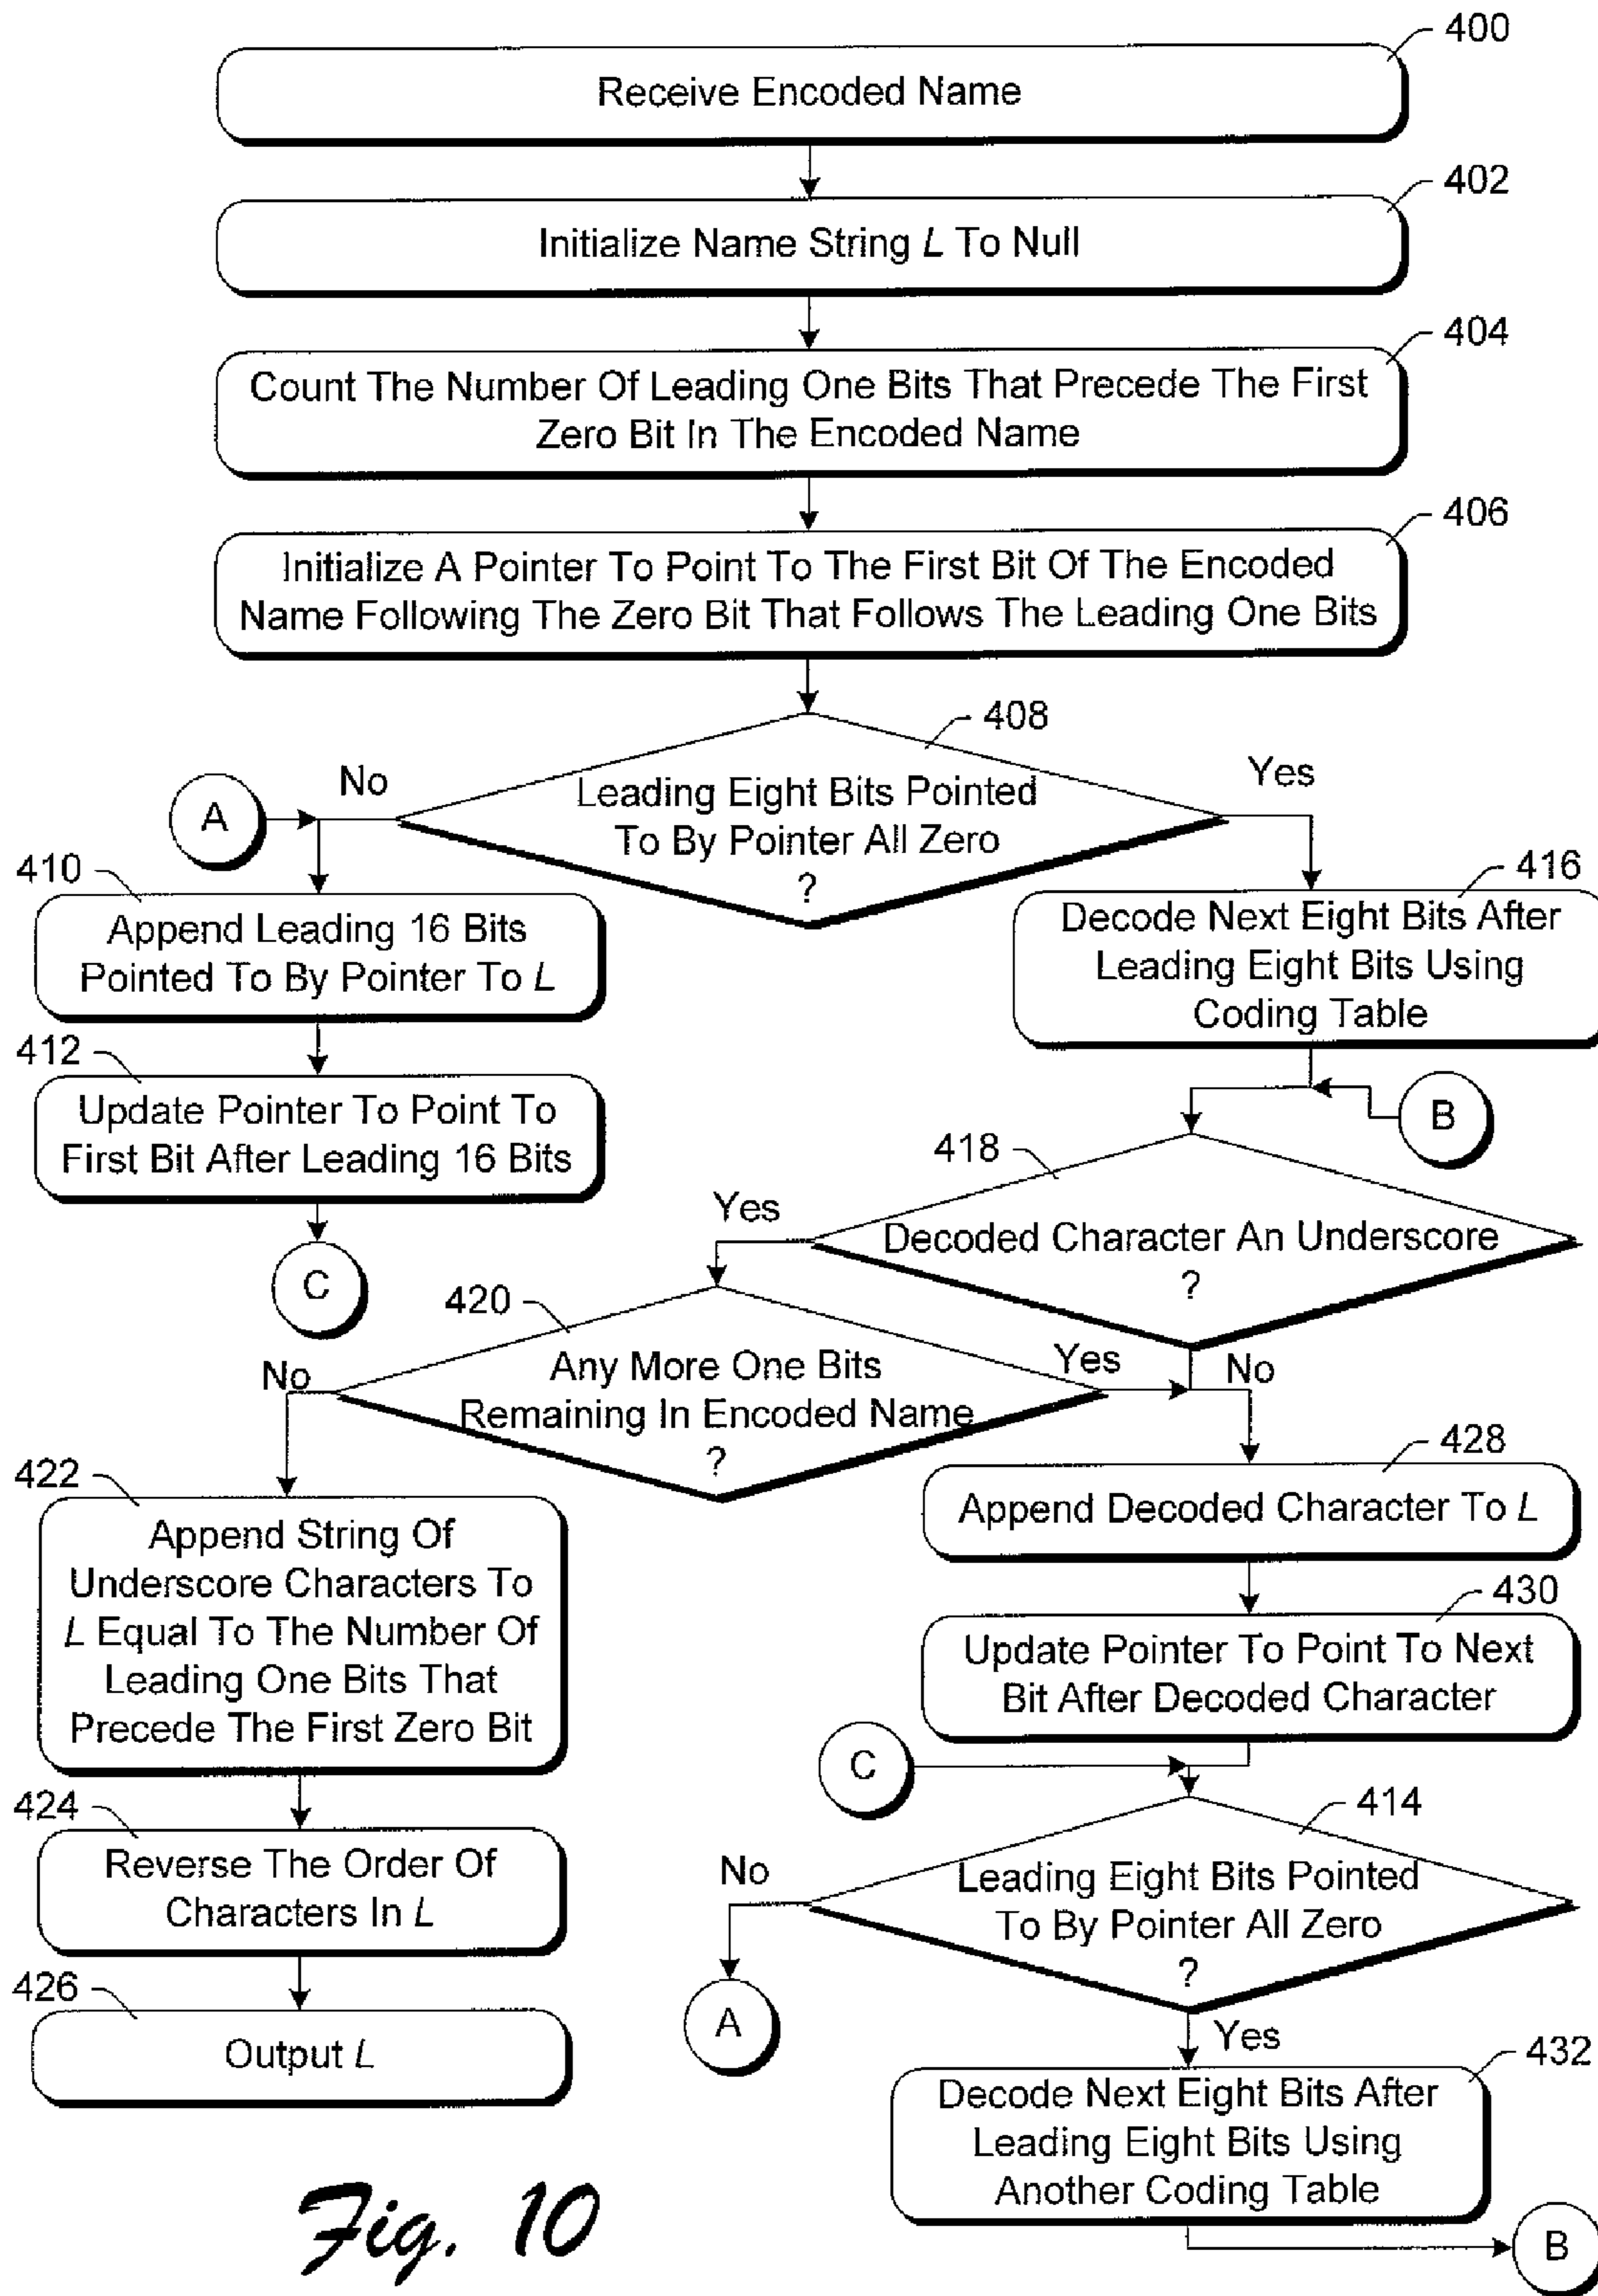 400
Receive Encoded Name
402
Initialize Name String L To Null
404
Count The Number Of Leading One Bits That Precede The First
Zero Bit In The Encoded Name
406
Initialize A Pointer To Point To The First Bit Of The Encoded
Name Following The Zero Bit That Follows The Leading One Bits
408
Leading Eight Bits Pointed
To By Pointer All Zero
?
No
Yes
A
410
Append Leading 16 Bits
Pointed To By Pointer To L
416
Decode Next Eight Bits After
Leading Eight Bits Using
Coding Table
412
Update Pointer To Point To
First Bit After Leading 16 Bits
C
B
418
Decoded Character An Underscore
?
Yes
No
420
Any More One Bits
Remaining In Encoded Name
?
No
Yes
422
Append String Of
Underscore Characters To
L Equal To The Number Of
Leading One Bits That
Precede The First Zero Bit
428
Append Decoded Character To L
430
Update Pointer To Point To Next
Bit After Decoded Character
C
424
Reverse The Order Of
Characters In L
414
Leading Eight Bits Pointed
To By Pointer All Zero
?
No
Yes
A
426
Output L
432
Decode Next Eight Bits After
Leading Eight Bits Using
Another Coding Table
B
Fig. 10